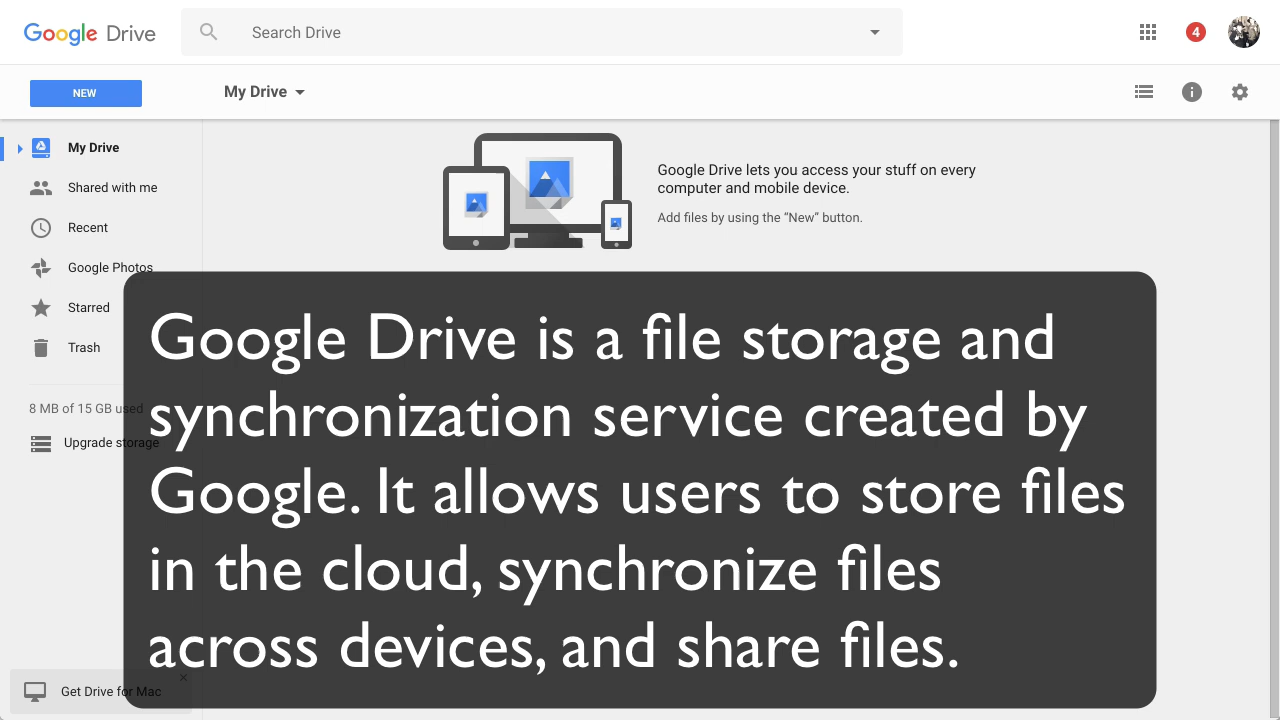 Google Drive
Search Drive
4
NEW
My Drive
My Drive
Shared with me
Recent
Google Photos
Starred
Trash
8 MB of 15 GB used
Upgrade storage
Get Drive for Mac
Google Drive lets you access your stuff on every
computer and mobile device.
Add files by using the “New” button.
Google Drive is a file storage and
synchronization service created by
Google. It allows users to store files
in the cloud, synchronize files
across devices, and share files.